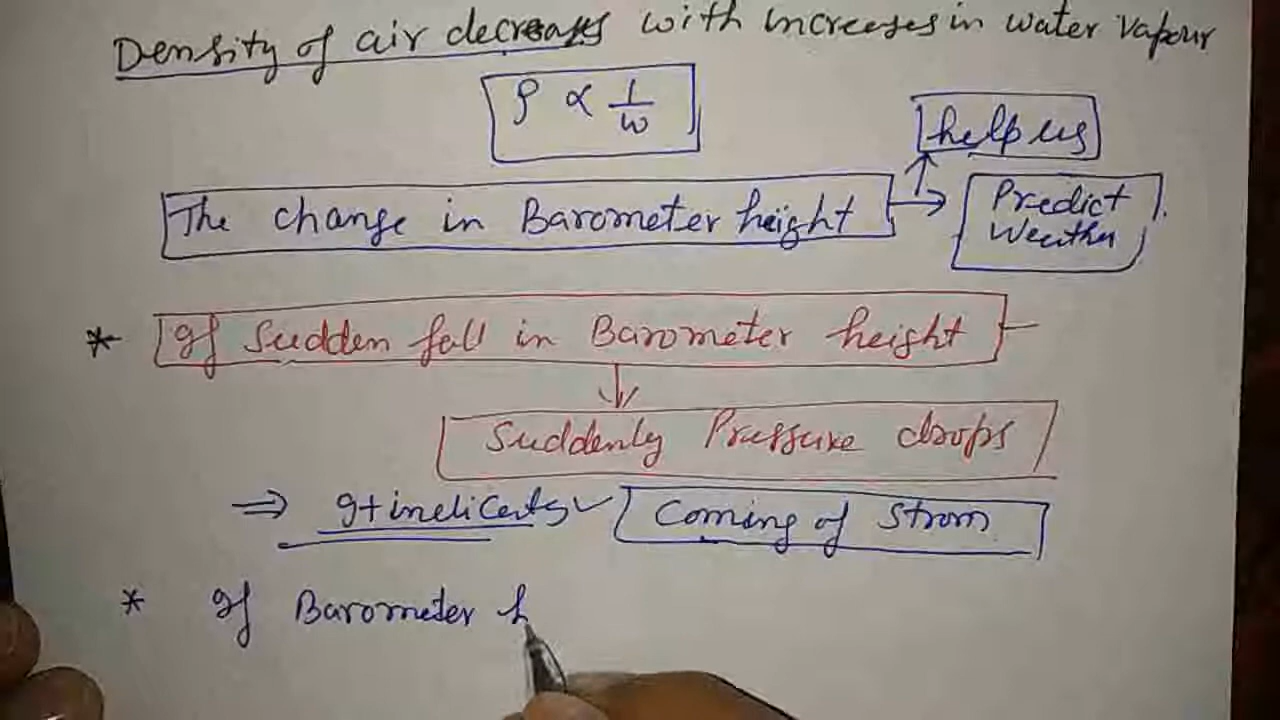 Density of air decreases with increases in water vapour
ρ ∝ 1/w
help us
The change in Barometer height
Predict
Weather
* If Sudden fall in Barometer height
Suddenly Pressure drops
⇒ It indicates Coming of Strom
* If Barometer h